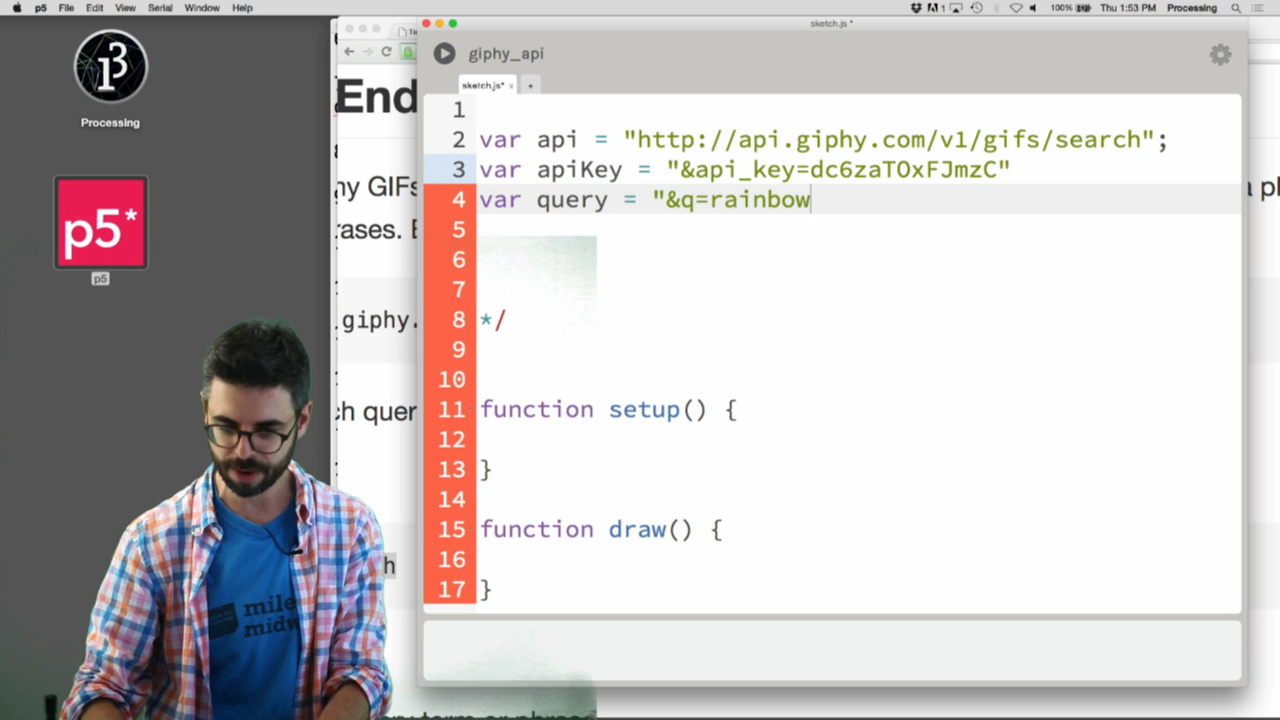 p5 File Edit View Serial Window Help
1 100% Thu 1:53 PM Processing
sketch.js*
Processing
p5*
p5
giphy_api
sketch.js* × +
End
1
2 var api = "http://api.giphy.com/v1/gifs/search";
3 var apiKey = "&api_key=dc6zaTOxFJmzC"
4 var query = "&q=rainbow
5
6
7
8 */
9
10
11 function setup() {
12
13 }
14
15 function draw() {
16
17 }
GIFs
giphy.
mile